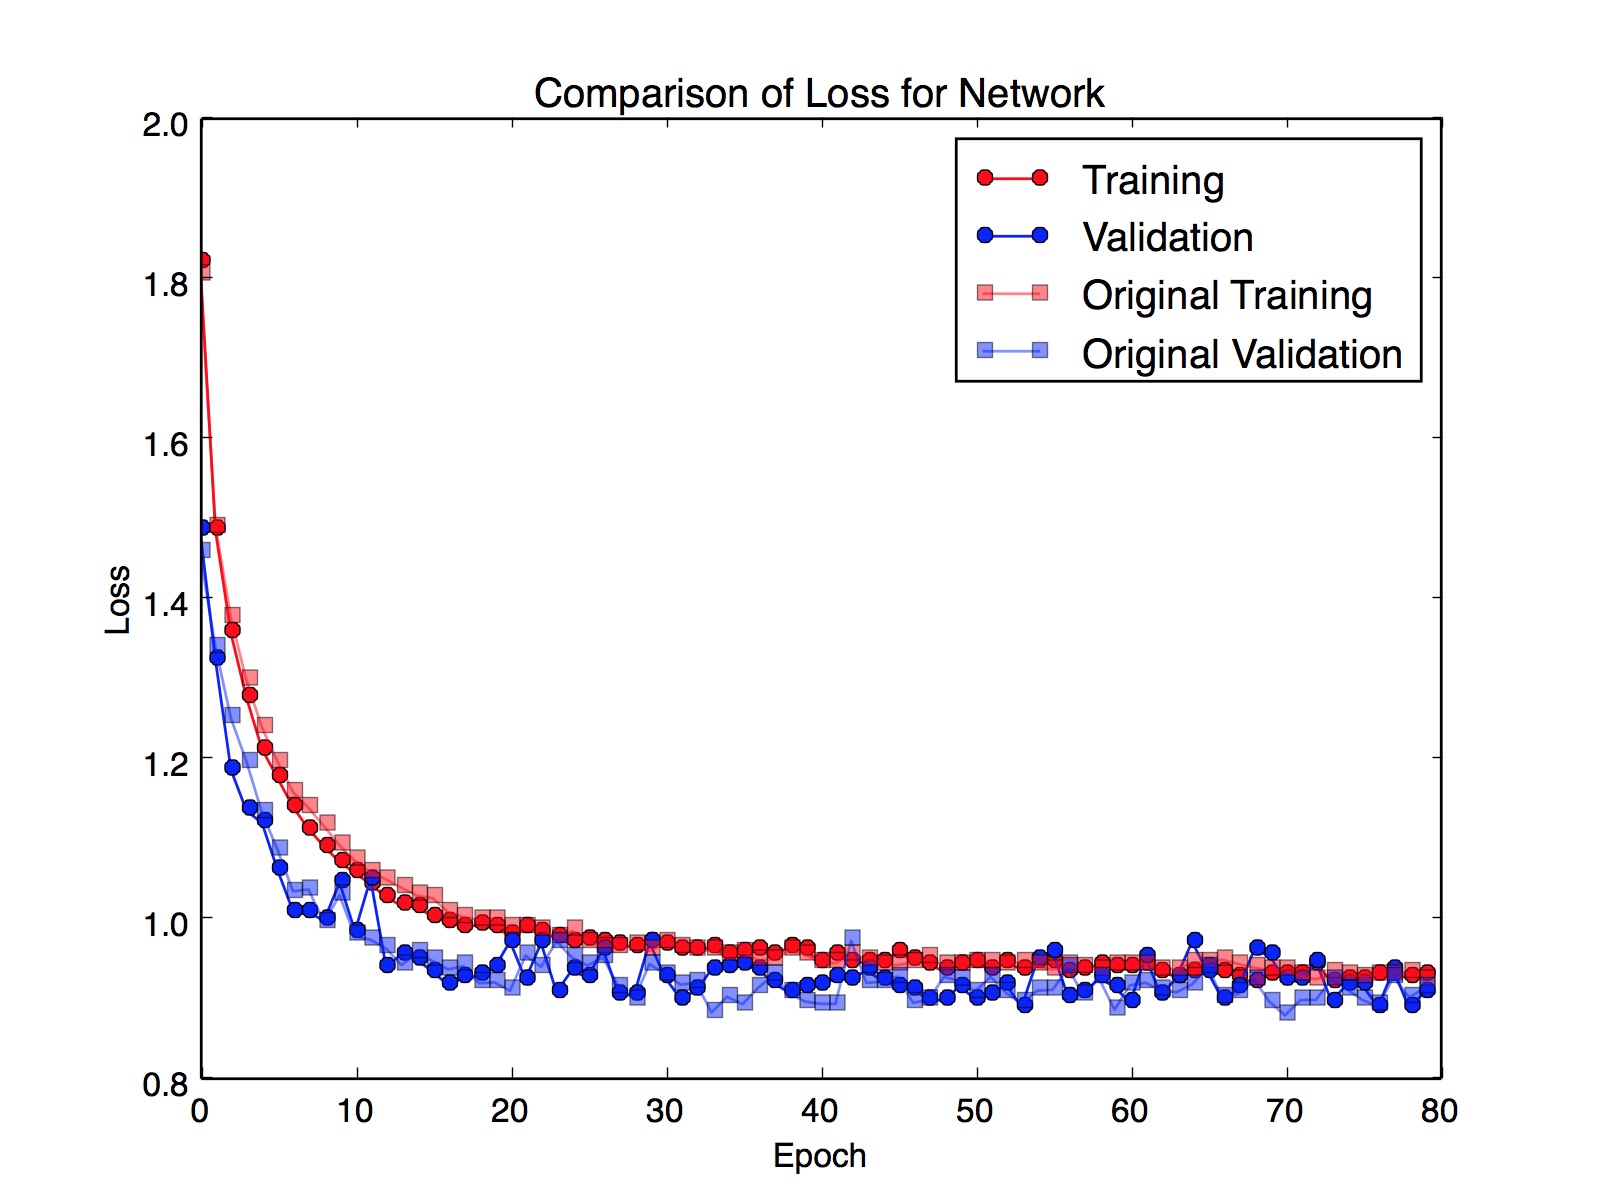 Comparison of Loss for Network
2.0
1.8
1.6
1.4
1.2
1.0
0.8
Loss
Training
Validation
Original Training
Original Validation
0 10 20 30 40 50 60 70 80
Epoch